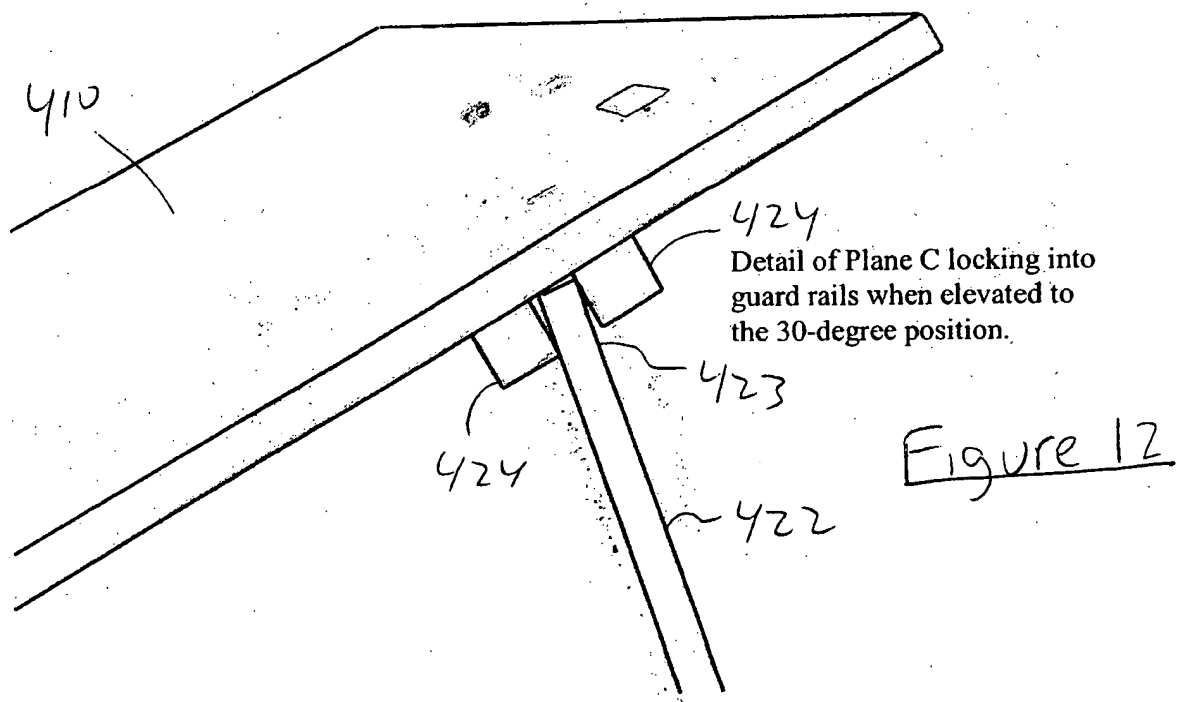 410
424
Detail of Plane C locking into
guard rails when elevated to
the 30-degree position.
423
424
Figure 12
422